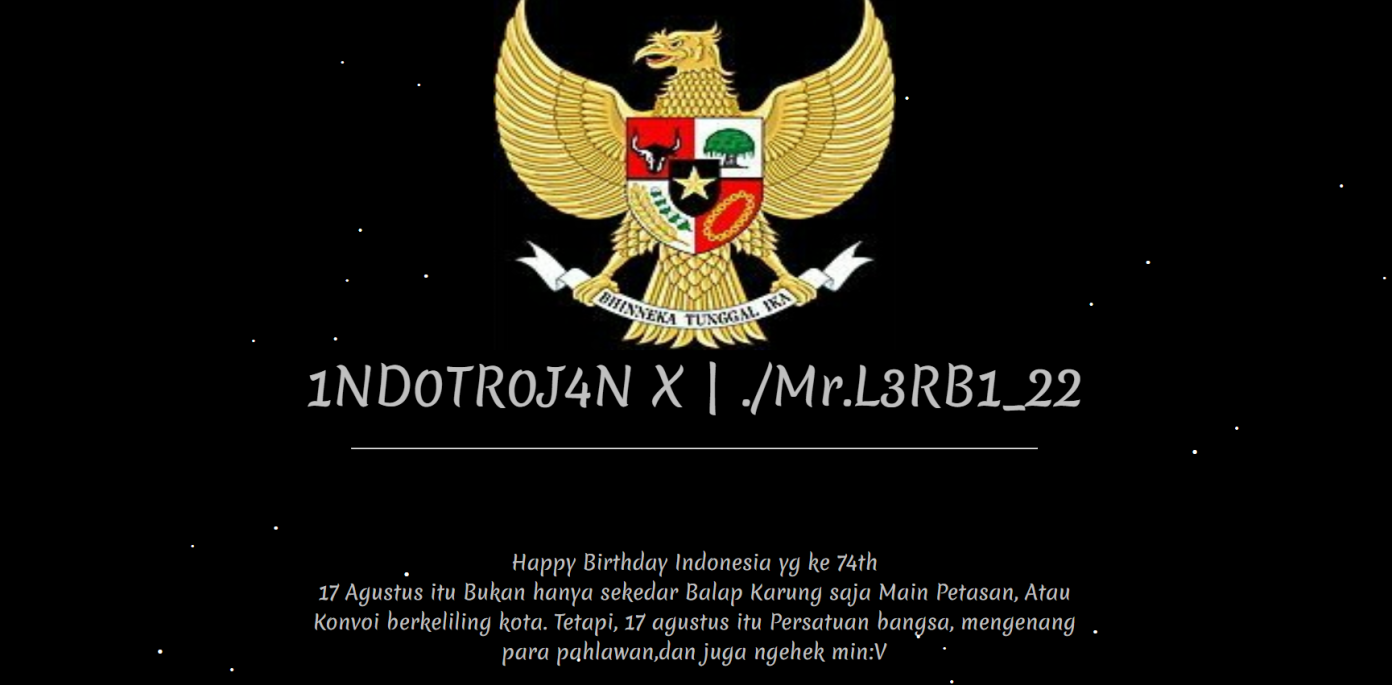 BHINNEKA TUNGGAL IKA
1ND0TR0J4N X | ./Mr.L3RB1_22
Happy Birthday Indonesia yg ke 74th
17 Agustus itu Bukan hanya sekedar Balap Karung saja Main Petasan, Atau
Konvoi berkeliling kota. Tetapi, 17 agustus itu Persatuan bangsa, mengenang
para pahlawan,dan juga ngehek min:V